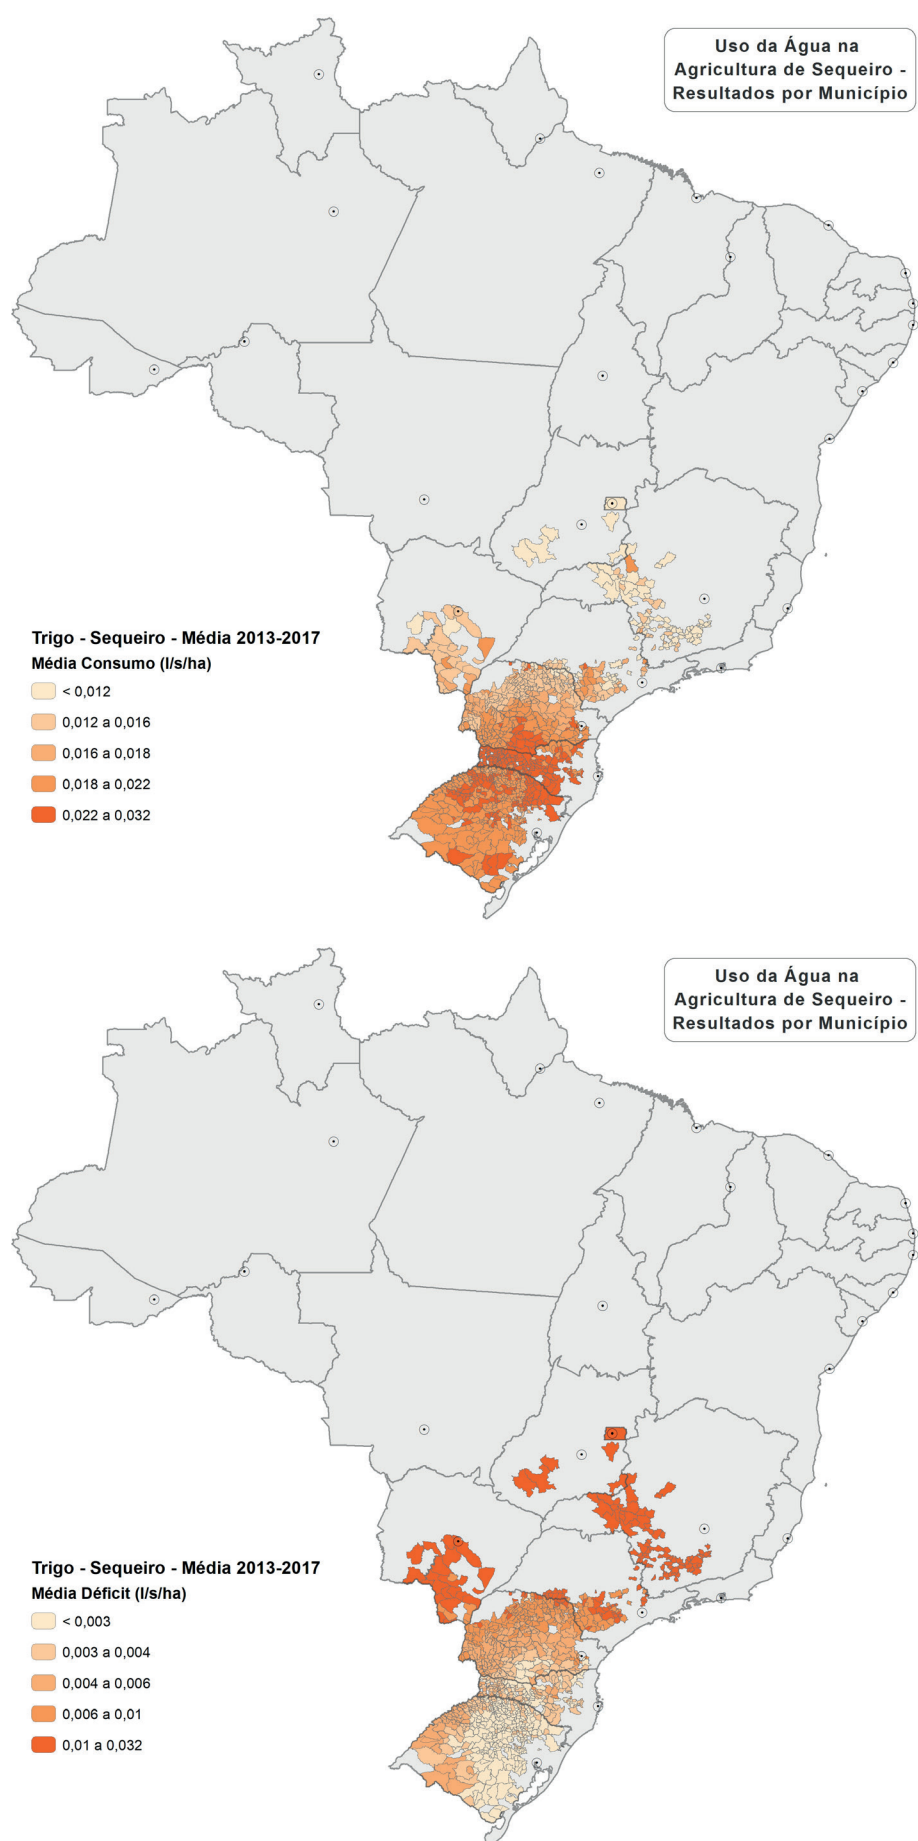 Uso da Água na
Agricultura de Sequeiro -
Resultados por Município
Trigo - Sequeiro - Média 2013-2017
Média Consumo (l/s/ha)
< 0,012
0,012 a 0,016
0,016 a 0,018
0,018 a 0,022
0,022 a 0,032
Uso da Água na
Agricultura de Sequeiro -
Resultados por Município
Trigo - Sequeiro - Média 2013-2017
Média Déficit (l/s/ha)
< 0,003
0,003 a 0,004
0,004 a 0,006
0,006 a 0,01
0,01 a 0,032